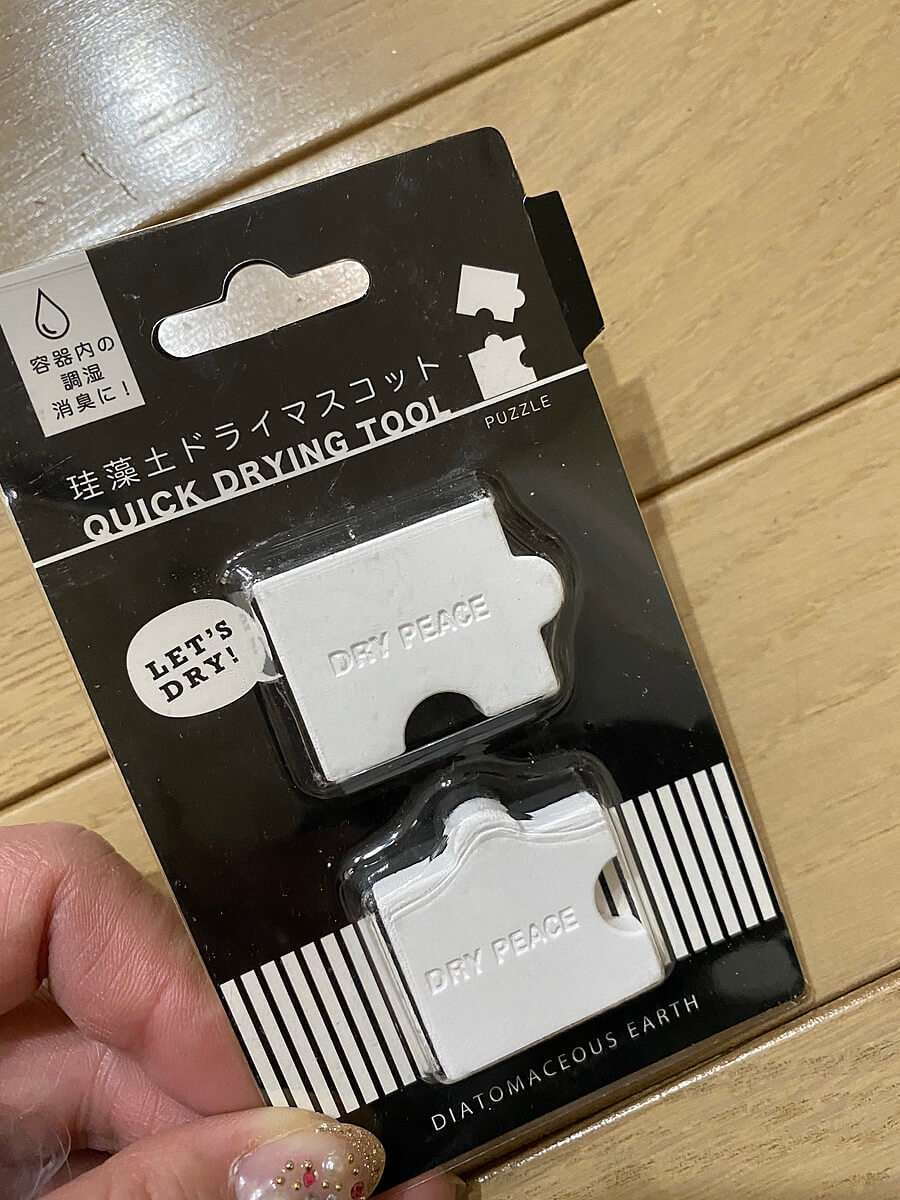 容器内の
調湿
消臭に!
珪藻土ドライマスコット
QUICK DRYING TOOL
PUZZLE
LET'S
DRY!
DRY PEACE
DRY PEACE
DIATOMACEOUS EARTH